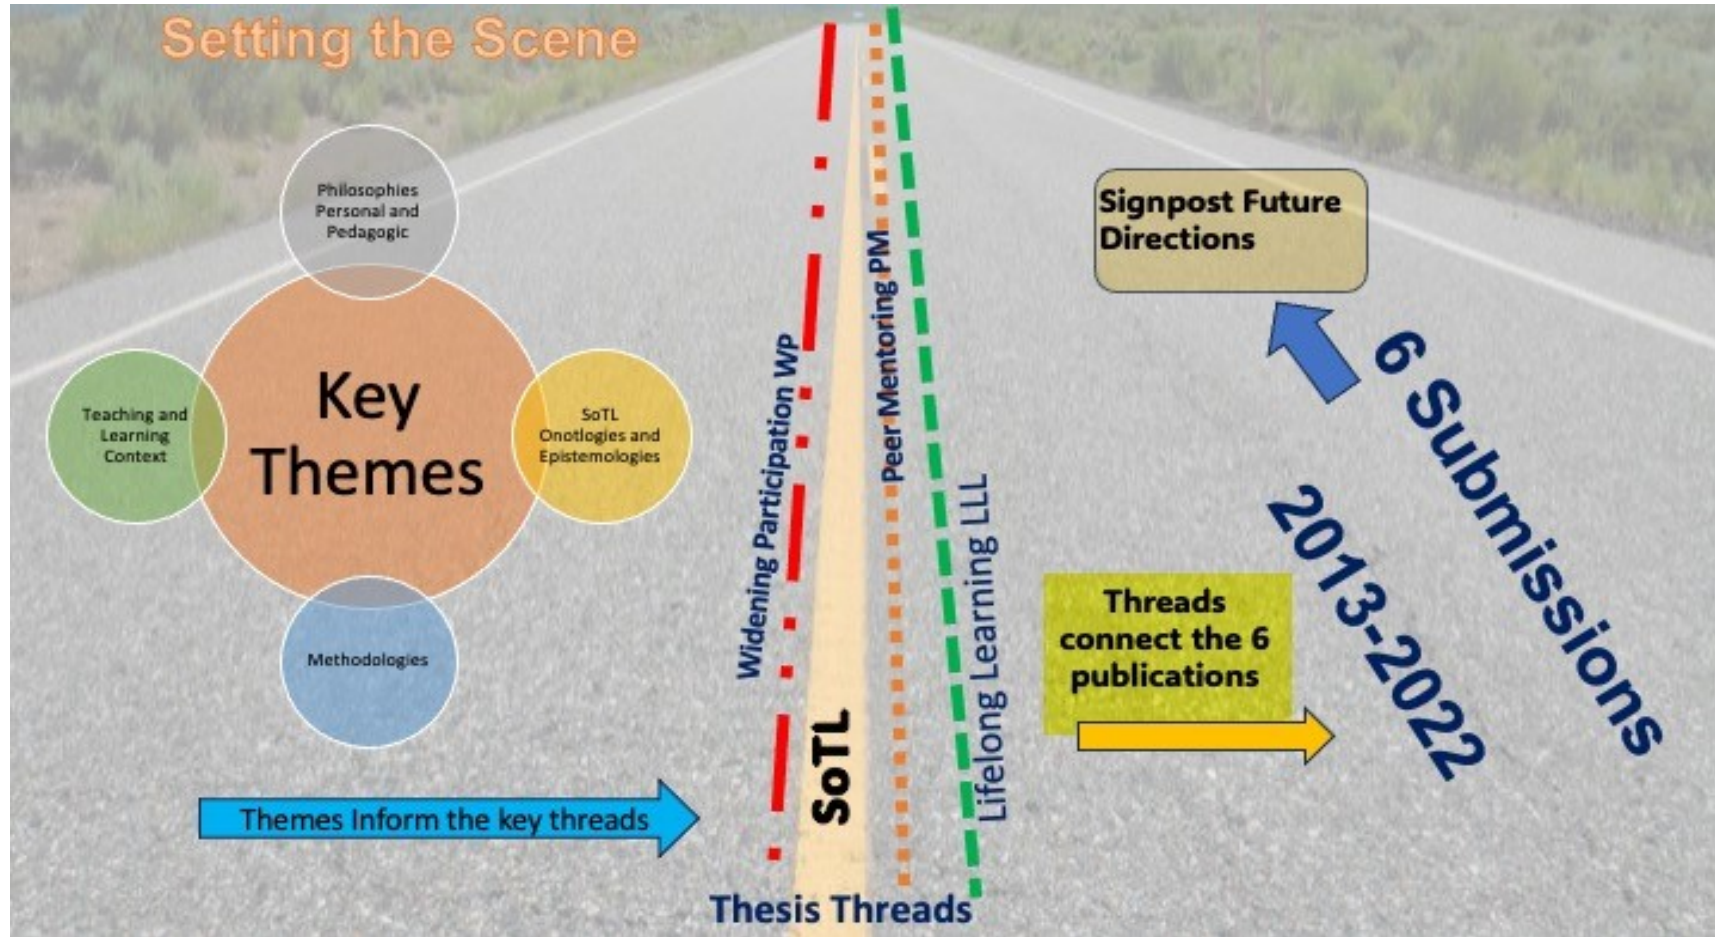 Setting the Scene
Philosophies
Personal and
Pedagogic
Key
Themes
Teaching and
Learning
Context
SoTL
Onotlogies and
Epistemologies
Methodologies
Themes Inform the key threads
Widening Participation WP
SoTL
Peer Mentoring PM
Lifelong Learning LLL
Thesis Threads
Signpost Future
Directions
Threads
connect the 6
publications
6 Submissions
2013-2022